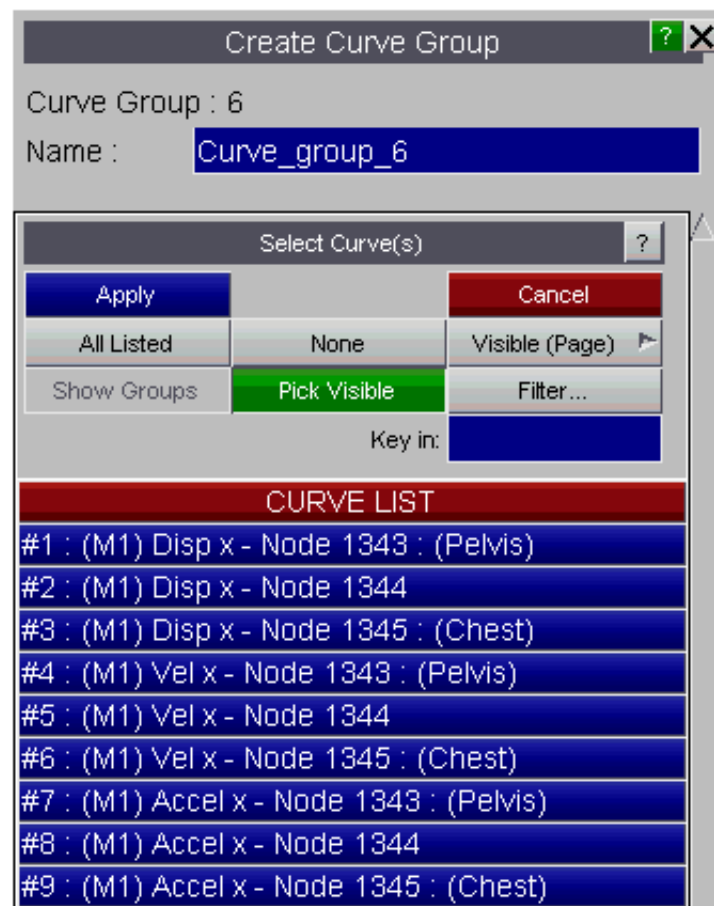 Create Curve Group ? X
Curve Group : 6
Name : Curve_group_6
Select Curve(s) ?
Apply Cancel
All Listed None Visible (Page)
Show Groups Pick Visible Filter...
Key in:
CURVE LIST
#1 : (M1) Disp x - Node 1343 : (Pelvis)
#2 : (M1) Disp x - Node 1344
#3 : (M1) Disp x - Node 1345 : (Chest)
#4 : (M1) Vel x - Node 1343 : (Pelvis)
#5 : (M1) Vel x - Node 1344
#6 : (M1) Vel x - Node 1345 : (Chest)
#7 : (M1) Accel x - Node 1343 : (Pelvis)
#8 : (M1) Accel x - Node 1344
#9 : (M1) Accel x - Node 1345 : (Chest)